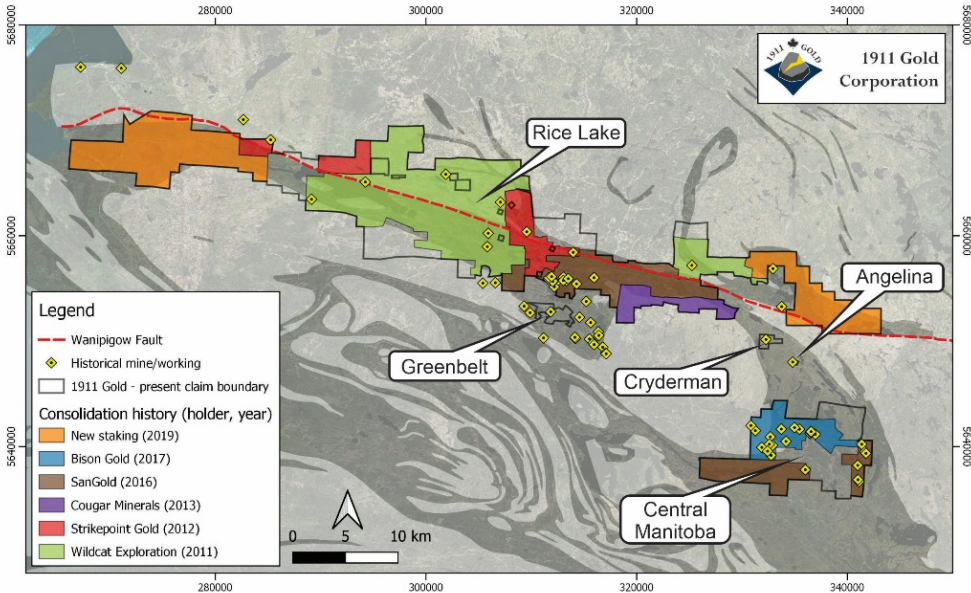 280000
300000
320000
340000
5680000
5680000
1911 GOLD
1911 Gold
Corporation
Rice Lake
5660000
5660000
Angelina
Greenbelt
Cryderman
Legend
Wanipigow Fault
Historical mine/working
1911 Gold - present claim boundary
Consolidation history (holder, year)
New staking (2019)
Bison Gold (2017)
SanGold (2016)
Cougar Minerals (2013)
Strikepoint Gold (2012)
Wildcat Exploration (2011)
5640000
5640000
Central
Manitoba
0 5 10 km
280000
300000
320000
340000